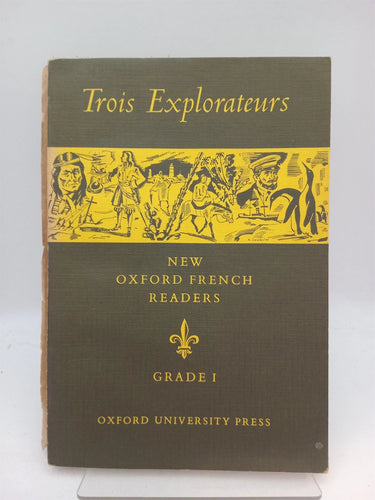 Trois Explorateurs
NEW
OXFORD FRENCH
READERS
GRADE I
OXFORD UNIVERSITY PRESS